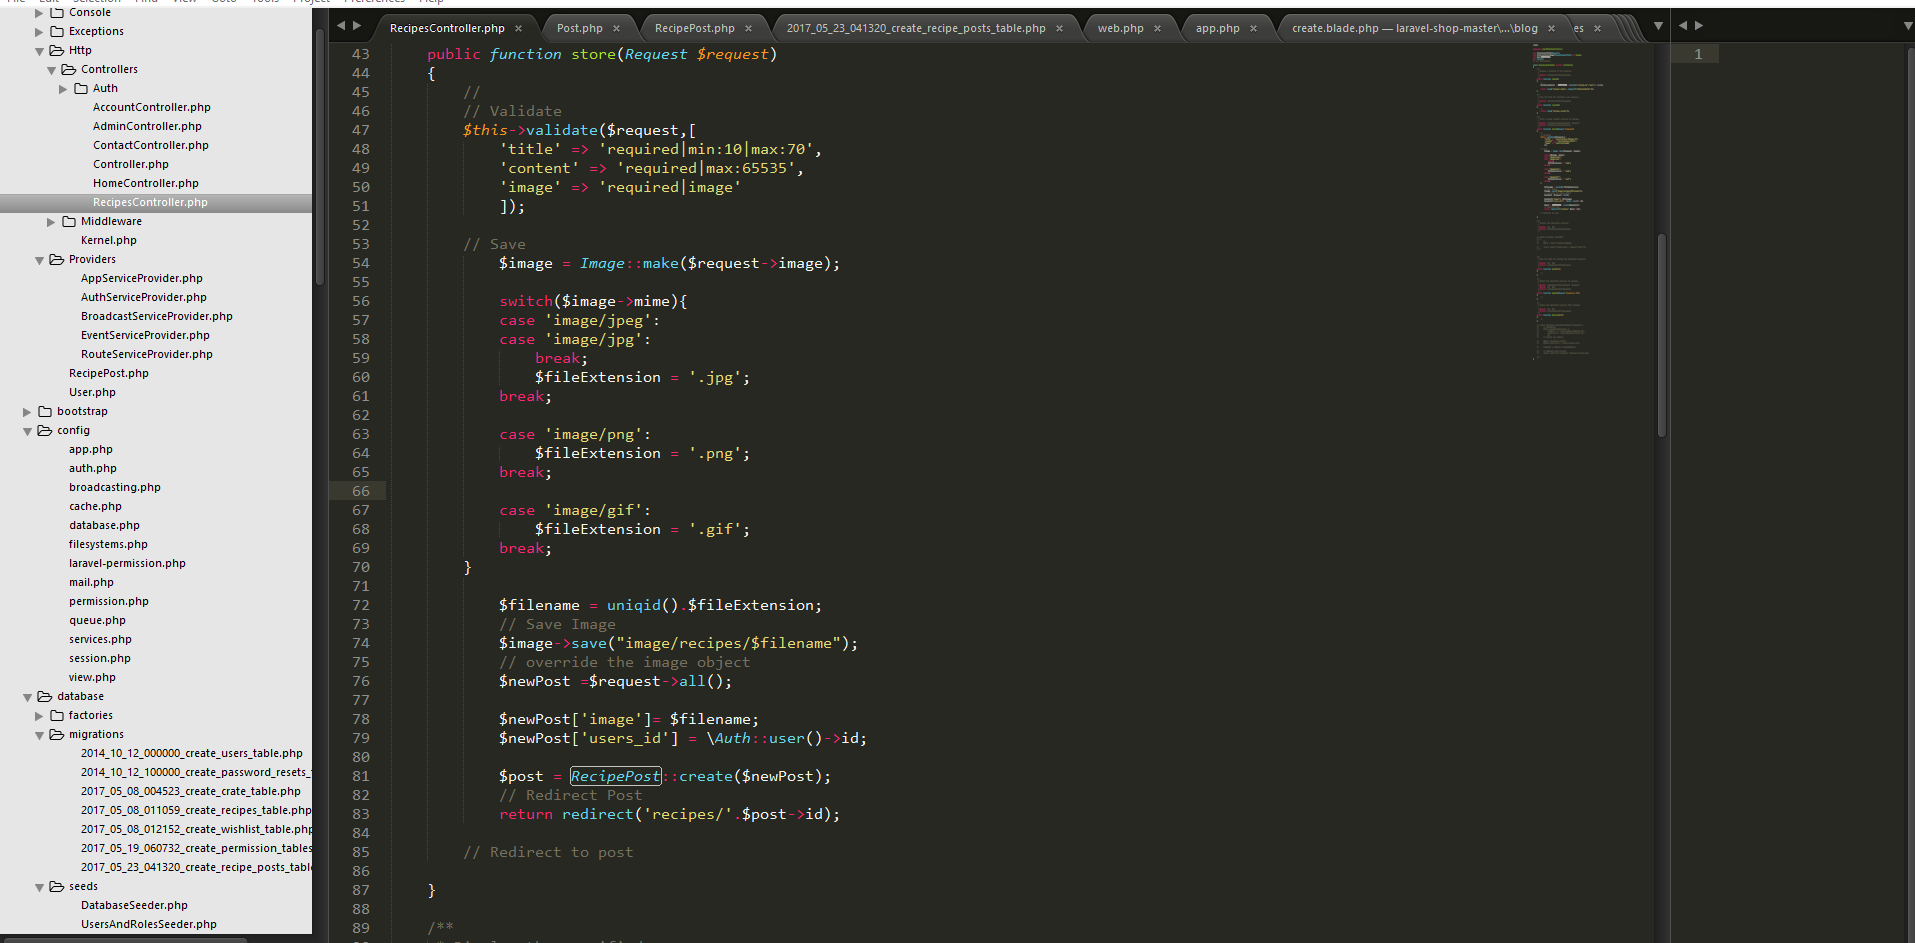 Console
Exceptions
Http
Controllers
Auth
AccountController.php
AdminController.php
ContactController.php
Controller.php
HomeController.php
RecipesController.php
Middleware
Kernel.php
Providers
AppServiceProvider.php
AuthServiceProvider.php
BroadcastServiceProvider.php
EventServiceProvider.php
RouteServiceProvider.php
RecipePost.php
User.php
bootstrap
config
app.php
auth.php
broadcasting.php
cache.php
database.php
filesystems.php
laravel-permission.php
mail.php
permission.php
queue.php
services.php
session.php
view.php
database
factories
migrations
2014_10_12_000000_create_users_table.php
2014_10_12_100000_create_password_resets_
2017_05_08_004523_create_crate_table.php
2017_05_08_011059_create_recipes_table.php
2017_05_08_012152_create_wishlist_table.php
2017_05_19_060732_create_permission_tables
2017_05_23_041320_create_recipe_posts_tabl
seeds
DatabaseSeeder.php
UsersAndRolesSeeder.php
RecipesController.php × Post.php × RecipePost.php × 2017_05_23_041320_create_recipe_posts_table.php × web.php × app.php × create.blade.php — laravel-shop-master\...\blog × es ×
43 public function store(Request $request)
44 {
45 //
46 // Validate
47 $this->validate($request,[
48 'title' => 'required|min:10|max:70',
49 'content' => 'required|max:65535',
50 'image' => 'required|image'
51 ]);
52
53 // Save
54 $image = Image::make($request->image);
55
56 switch($image->mime){
57 case 'image/jpeg':
58 case 'image/jpg':
59 break;
60 $fileExtension = '.jpg';
61 break;
62
63 case 'image/png':
64 $fileExtension = '.png';
65 break;
66
67 case 'image/gif':
68 $fileExtension = '.gif';
69 break;
70 }
71
72 $filename = uniqid().$fileExtension;
73 // Save Image
74 $image->save("image/recipes/$filename");
75 // override the image object
76 $newPost =$request->all();
77
78 $newPost['image']= $filename;
79 $newPost['users_id'] = \Auth::user()->id;
80
81 $post = RecipePost::create($newPost);
82 // Redirect Post
83 return redirect('recipes/'.$post->id);
84
85 // Redirect to post
86
87 }
88
89 /**
1